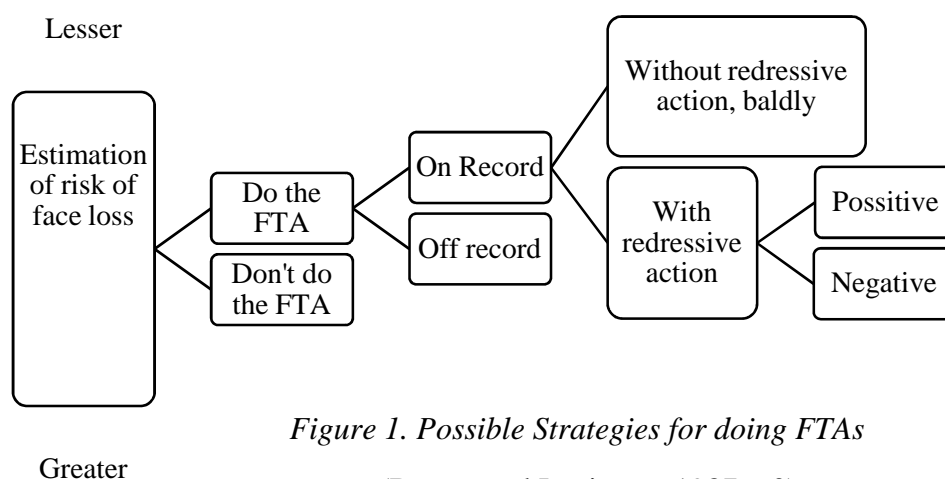 Lesser
Estimation
of risk of
face loss
Do the
FTA
Don't do
the FTA
On Record
Off record
Without redressive
action, baldly
With
redressive
action
Possitive
Negative
Figure 1. Possible Strategies for doing FTAs
Greater